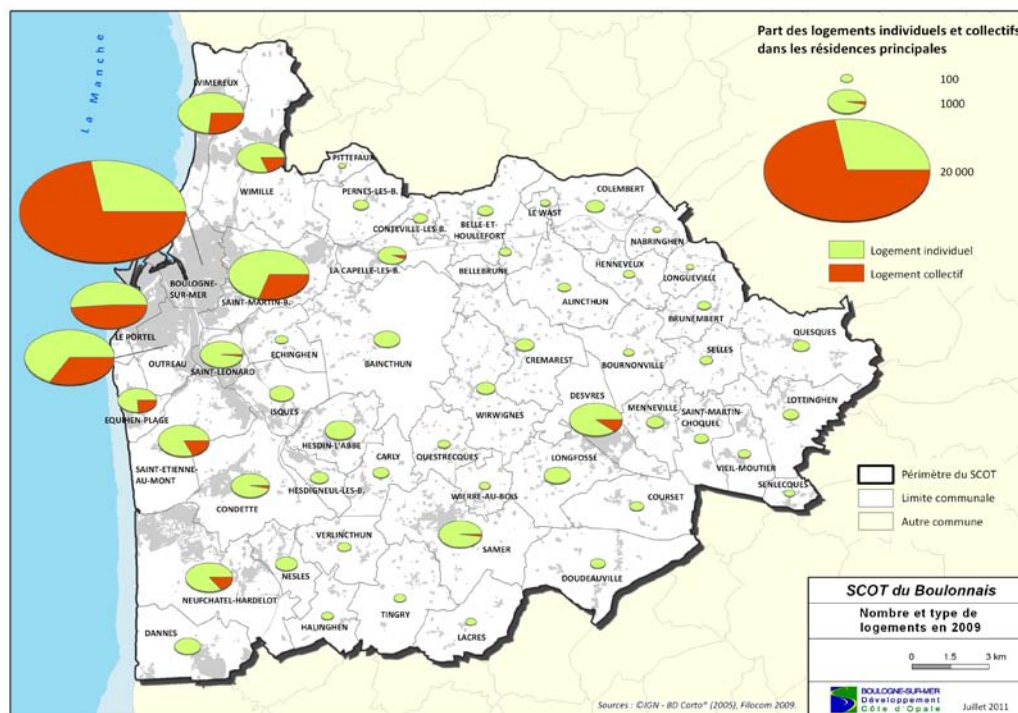 La Manche
Part des logements individuels et collectifs
dans les résidences principales
100
1000
20 000
Logement individuel
Logement collectif
WIMEREUX
WIMILLE
PITTEFAUX
PERNES-LES-B.
CONTEVILLE-LES-B.
BELLE-ET-
HOULLEFORT
LE WAST
COLEMBERT
NABRINGHEN
LA CAPELLE-LES-B.
BELLEBRUNE
HENNEVEUX
LONGUEVILLE
BOULOGNE-
SUR-MER
SAINT-MARTIN-B.
ALINCTHUN
BRUNEMBERT
LE PORTEL
OUTREAU
SAINT-LEONARD
ECHINGHEN
BAINCTHUN
CREMAREST
BOURNONVILLE
SELLES
QUESQUES
EQUIHEN-PLAGE
ISQUES
WIRWIGNES
DESVRES
MENNEVILLE
SAINT-MARTIN-
CHOQUEL
LOTTINGHEN
SAINT-ETIENNE-
AU-MONT
HESDIN-L'ABBE
QUESTRECQUES
CARLY
LONGFOSSE
VIEIL-MOUTIER
SENLECQUES
CONDETTE
HESDIGNEUL-LES-B.
WIERRE-AU-BOIS
COURSET
VERLINCTHUN
SAMER
NESLES
NEUFCHATEL-HARDELOT
DOUDEAUVILLE
DANNES
HALINGHEN
TINGRY
LACRES
Périmètre du SCOT
Limite communale
Autre commune
SCOT du Boulonnais
Nombre et type de
logements en 2009
0 1.5 3 km
BOULOGNE-SUR-MER
Développement
Côte d'Opale
Juillet 2011
Sources : ©IGN - BD Carto® (2005), Filocom 2009.